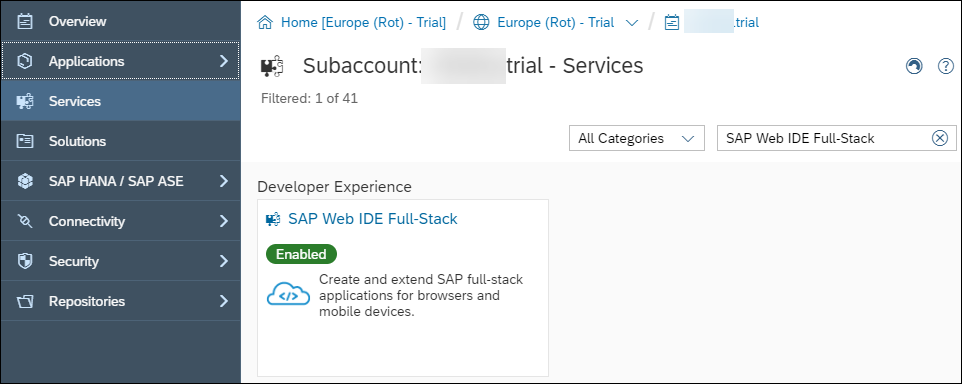 Overview
Applications
Services
Solutions
SAP HANA / SAP ASE
Connectivity
Security
Repositories
Home [Europe (Rot) - Trial] / Europe (Rot) - Trial / trial
Subaccount: trial - Services
Filtered: 1 of 41
All Categories
SAP Web IDE Full-Stack
Developer Experience
SAP Web IDE Full-Stack
Enabled
Create and extend SAP full-stack
applications for browsers and
mobile devices.